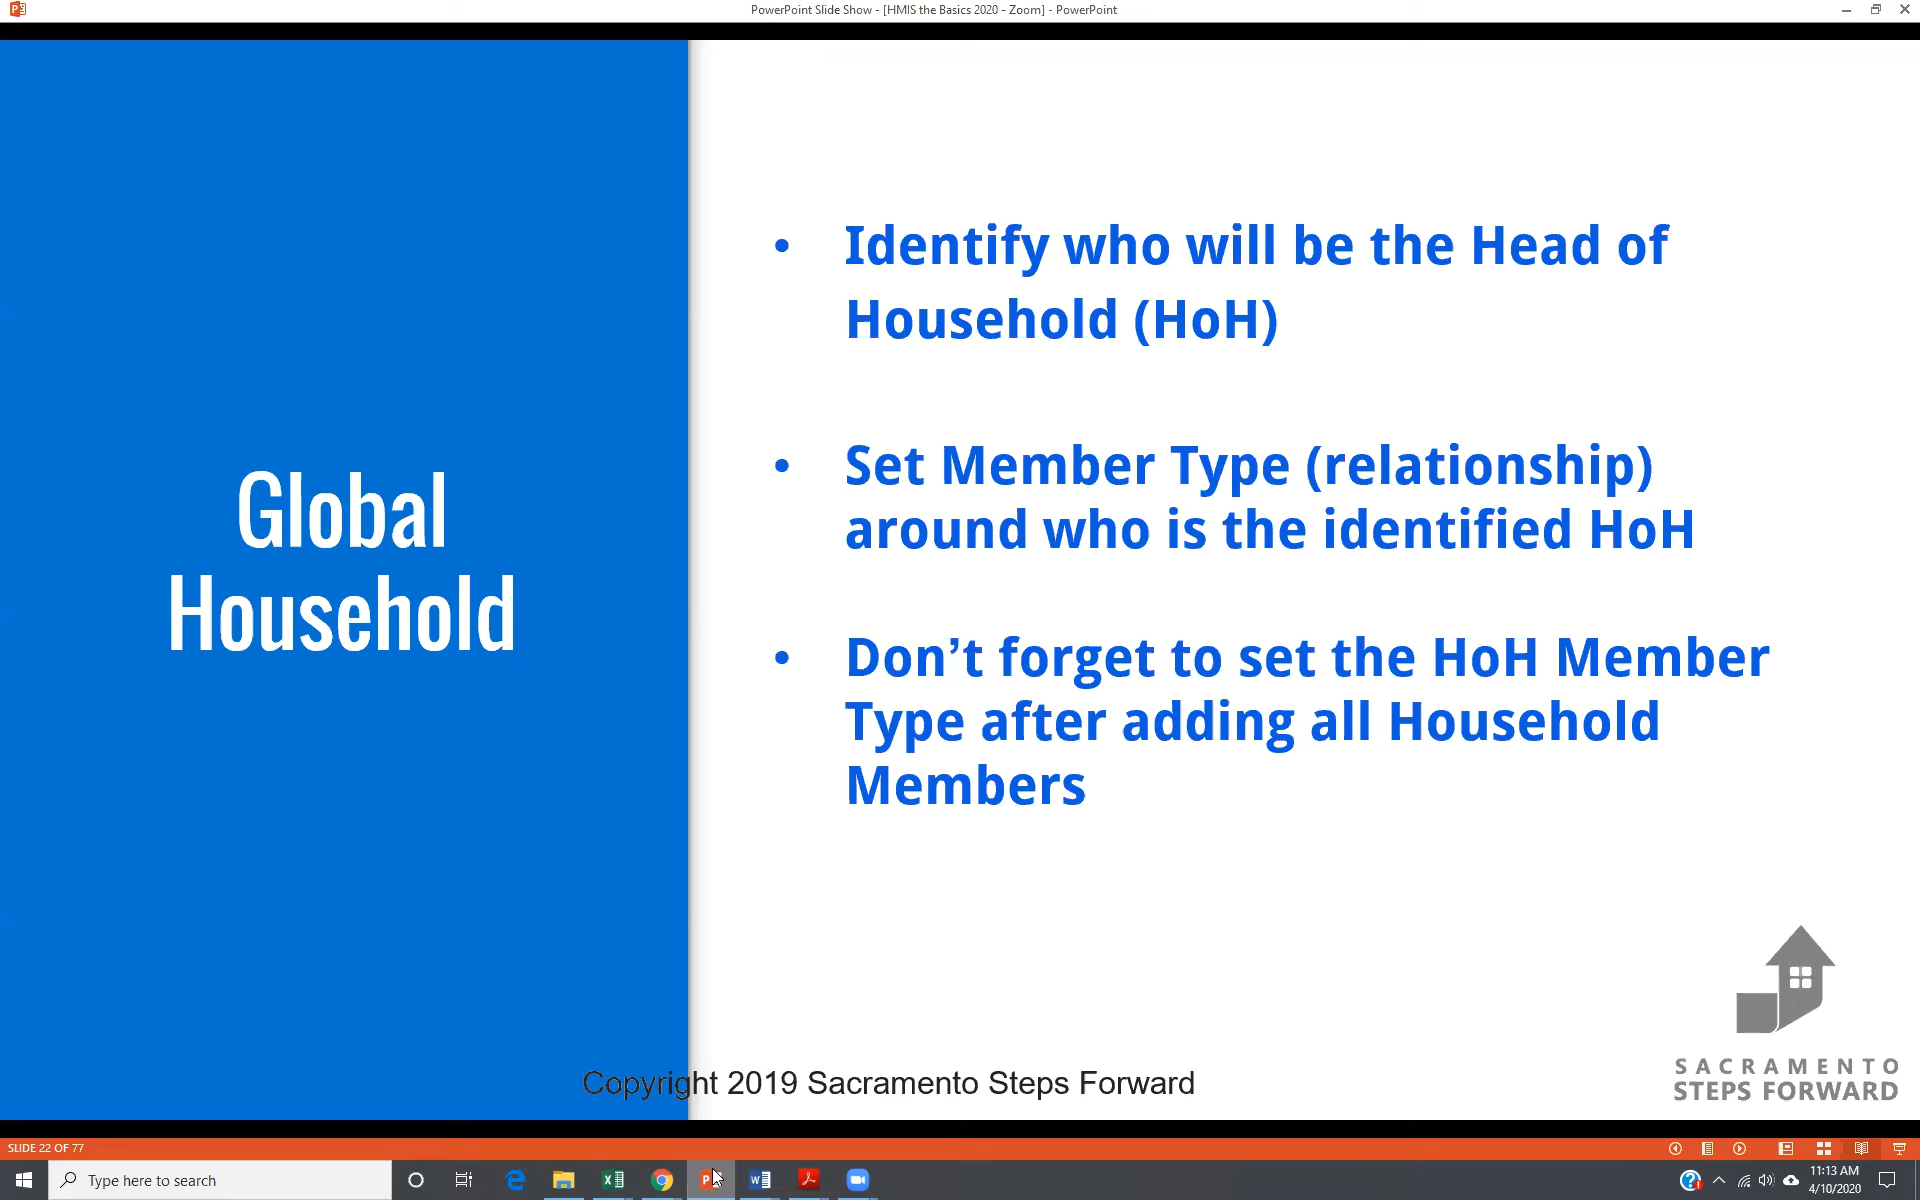 PowerPoint Slide Show - [HMIS the Basics 2020 - Zoom] - PowerPoint
Global
Household
• Identify who will be the Head of
Household (HoH)
• Set Member Type (relationship)
around who is the identified HoH
• Don’t forget to set the HoH Member
Type after adding all Household
Members
SACRAMENTO
STEPS FORWARD
Copyright 2019 Sacramento Steps Forward
SLIDE 22 OF 77
Type here to search
11:13 AM
4/10/2020